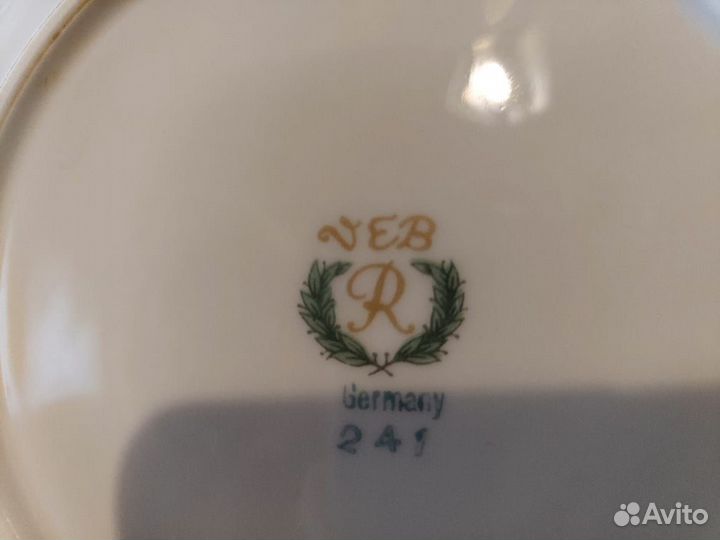 VEB
R
Germany
241
Avito